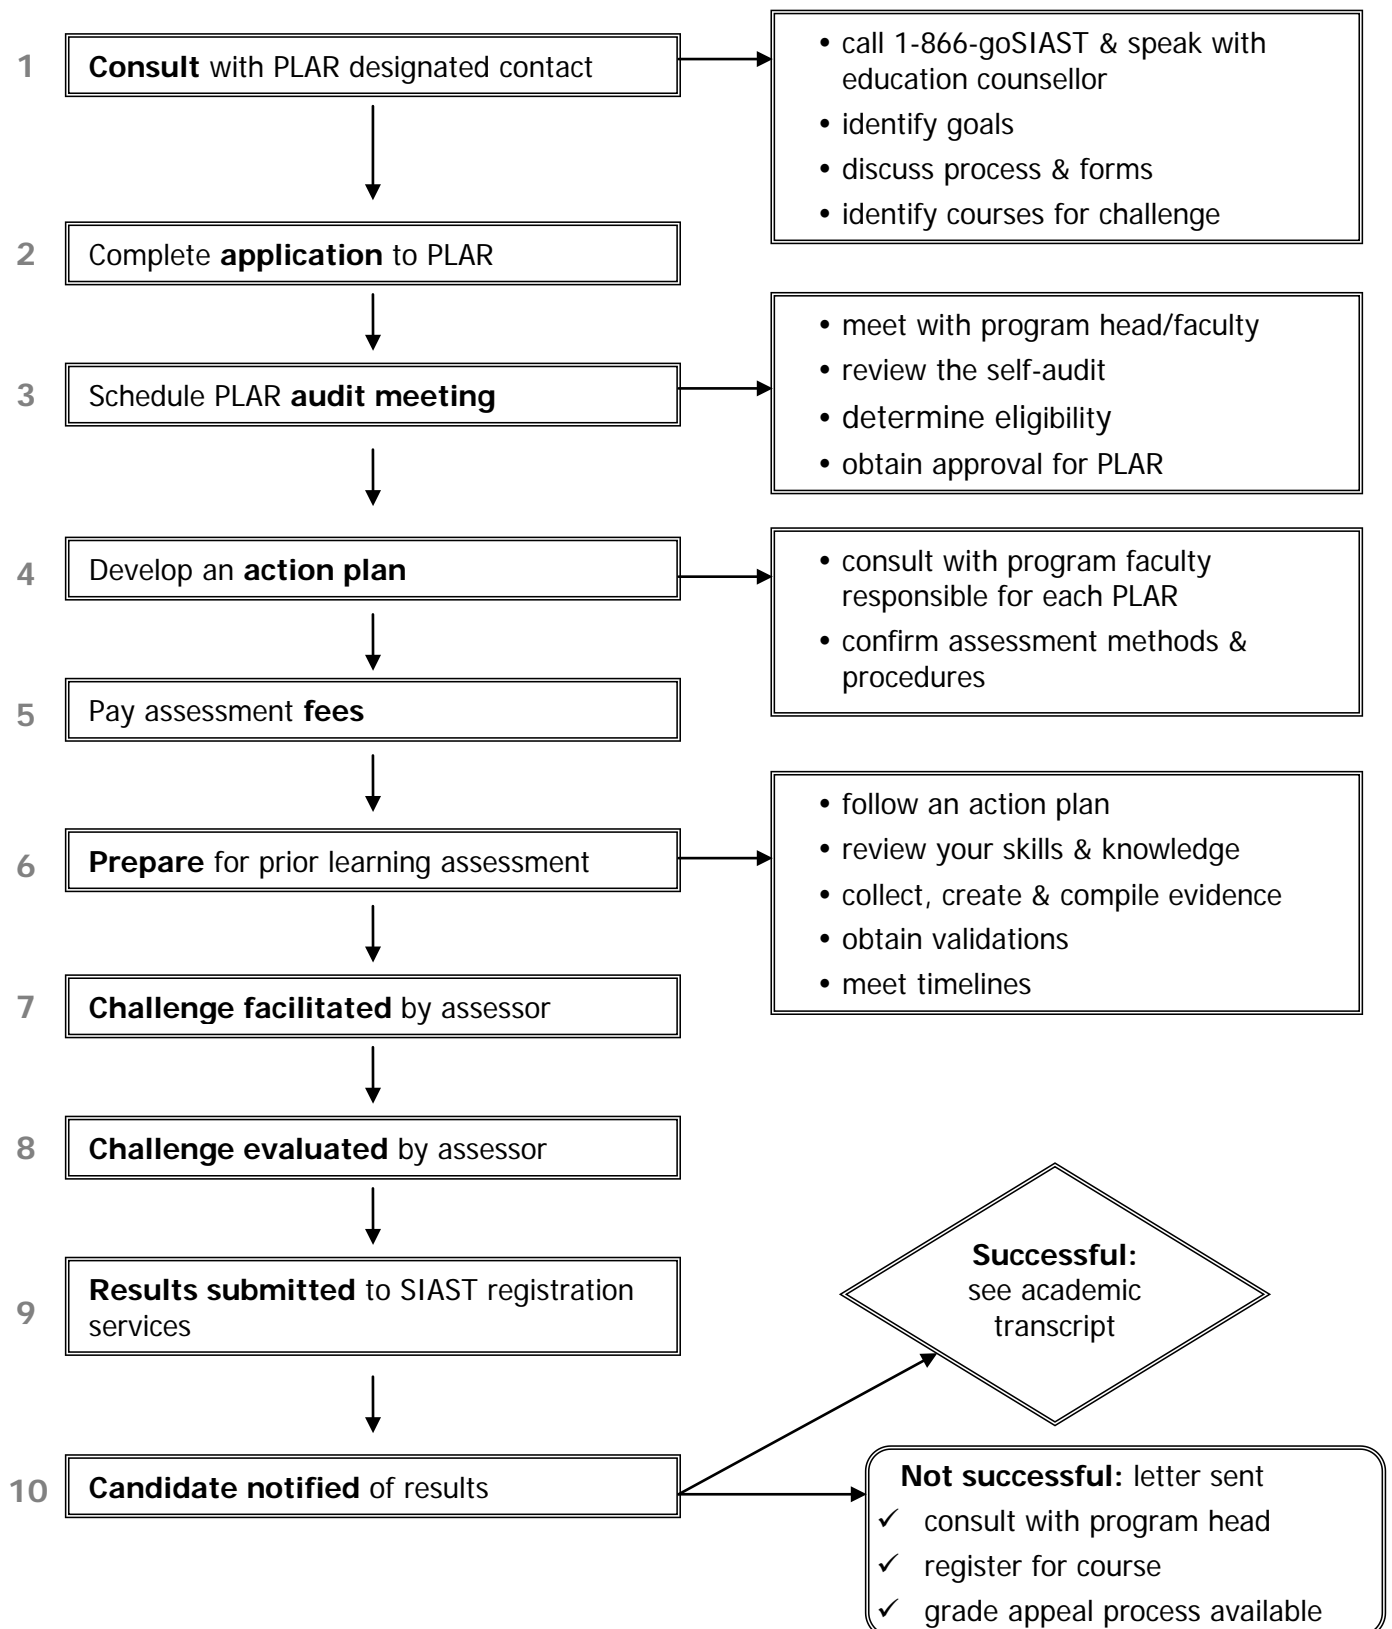 1
Consult with PLAR designated contact
• call 1-866-goSIAST & speak with
education counsellor
• identify goals
• discuss process & forms
• identify courses for challenge
2
Complete application to PLAR
3
Schedule PLAR audit meeting
• meet with program head/faculty
• review the self-audit
• determine eligibility
• obtain approval for PLAR
4
Develop an action plan
• consult with program faculty
responsible for each PLAR
• confirm assessment methods &
procedures
5
Pay assessment fees
6
Prepare for prior learning assessment
• follow an action plan
• review your skills & knowledge
• collect, create & compile evidence
• obtain validations
• meet timelines
7
Challenge facilitated by assessor
8
Challenge evaluated by assessor
9
Results submitted to SIAST registration
services
10
Candidate notified of results
Successful:
see academic
transcript
Not successful: letter sent
✓ consult with program head
✓ register for course
✓ grade appeal process available